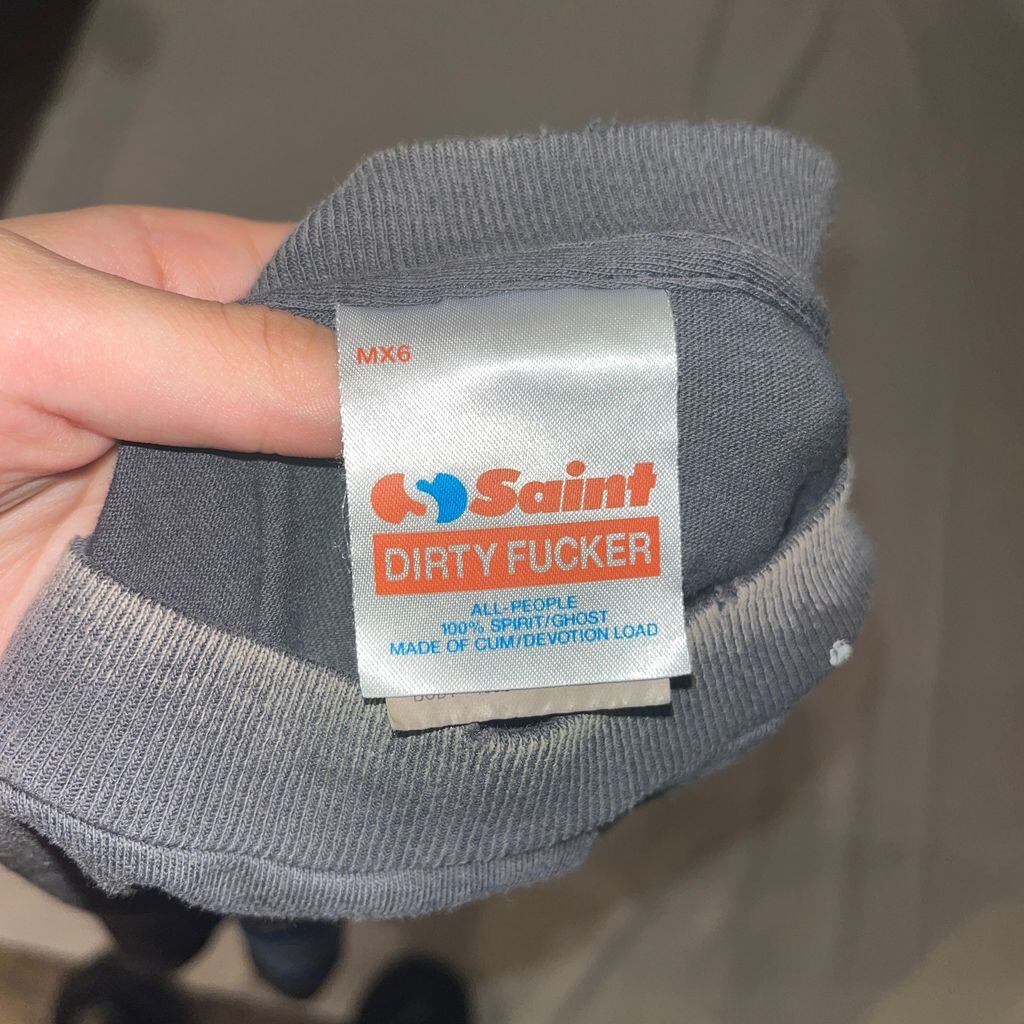 MX6
Saint
DIRTY FUCKER
ALL-PEOPLE
100% SPIRIT/GHOST
MADE OF CUM/DEVOTION LOAD